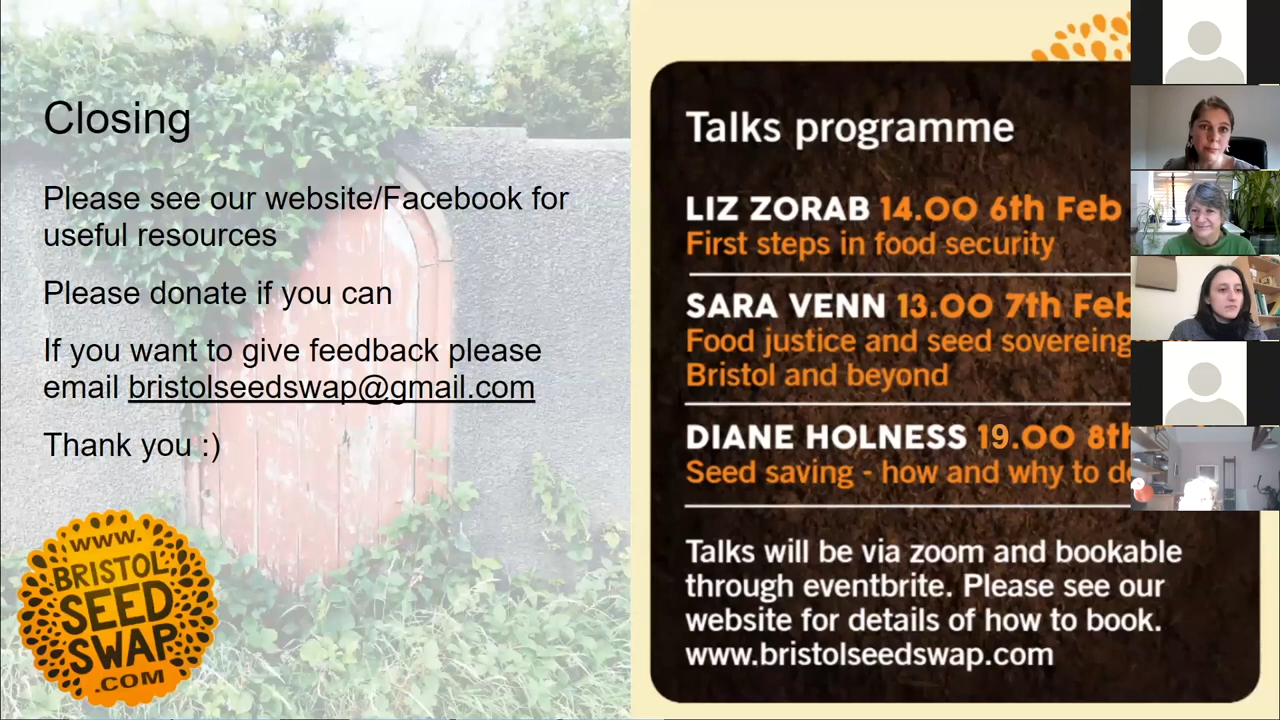 Closing
Please see our website/Facebook for
useful resources
Please donate if you can
If you want to give feedback please
email bristolseedswap@gmail.com
Thank you :)
WWW.
BRISTOL
SEED
SWAP
.COM
Talks programme
LIZ ZORAB 14.00 6th Feb
First steps in food security
SARA VENN 13.00 7th Feb
Food justice and seed sovereing
Bristol and beyond
DIANE HOLNESS 19.00 8th
Seed saving - how and why to do
Talks will be via zoom and bookable
through eventbrite. Please see our
website for details of how to book.
www.bristolseedswap.com